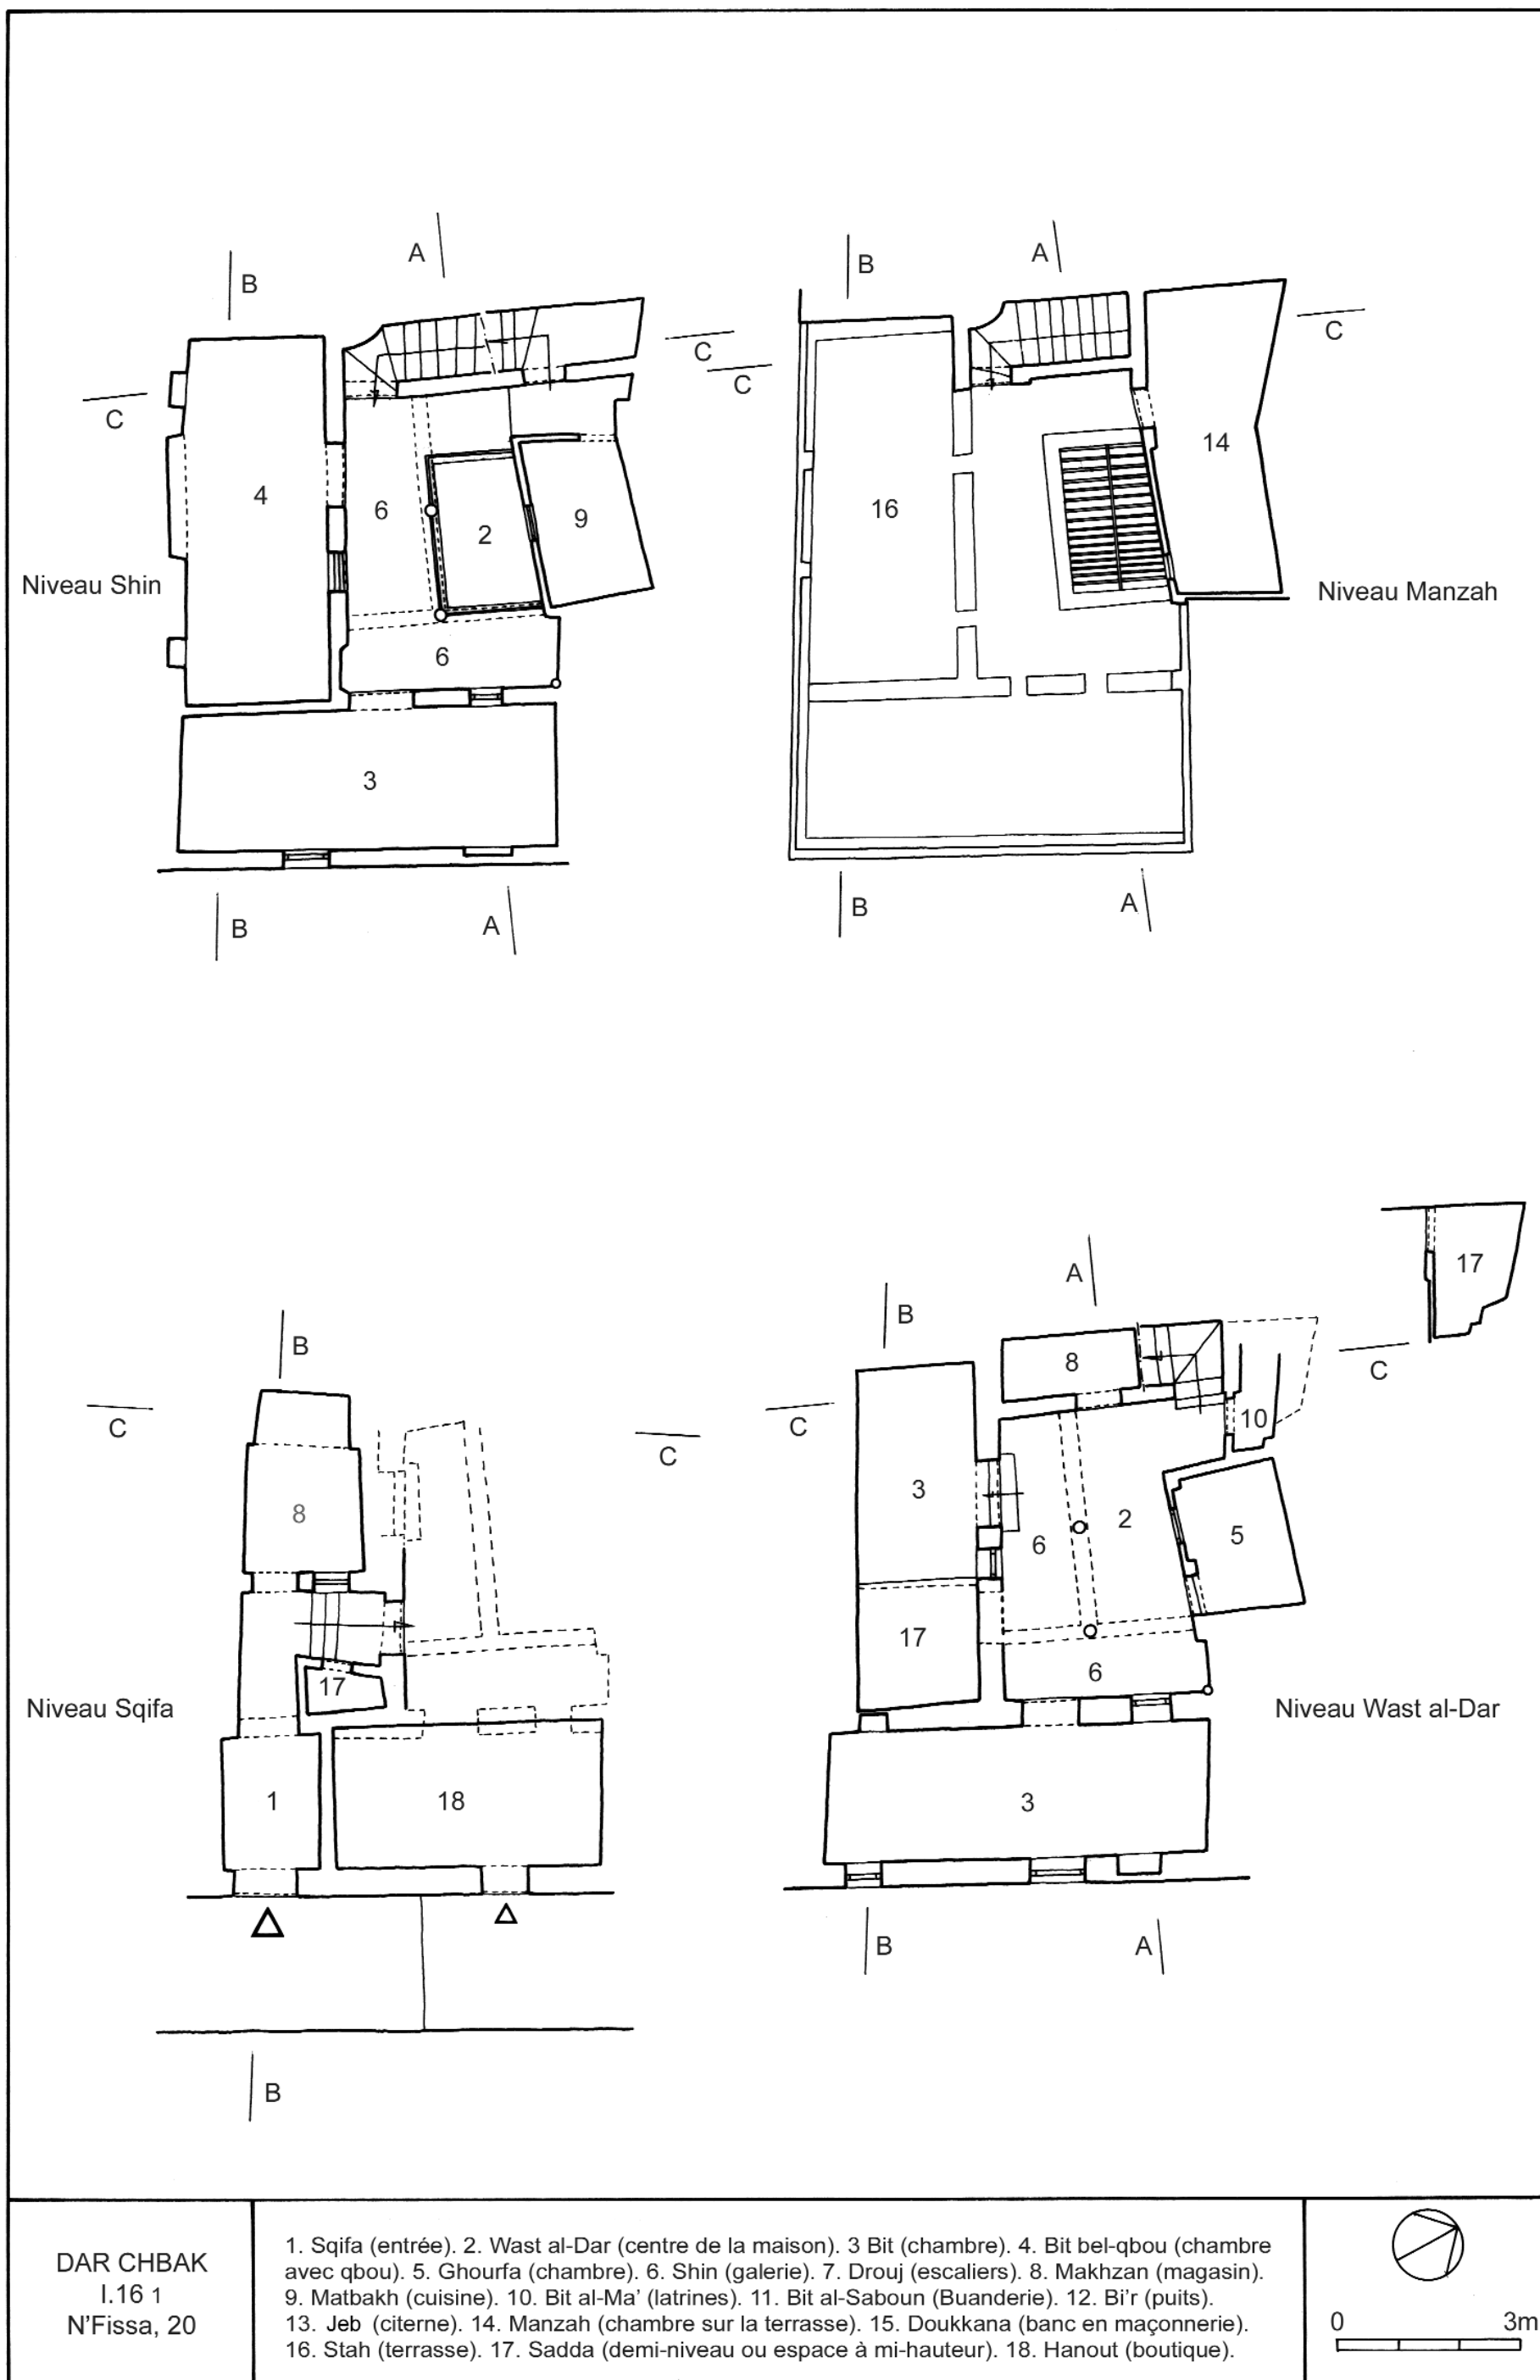 A
B
A
B
C
C
C
C
4
6
2
9
16
14
Niveau Shin
Niveau Manzah
6
3
B
A
B
A
17
A
B
B
8
C
C
C
C
10
3
2
6
5
8
17
17
6
Niveau Sqifa
Niveau Wast al-Dar
1
18
3
B
A
B
DAR CHBAK
I.16 1
N'Fissa, 20
1. Sqifa (entrée). 2. Wast al-Dar (centre de la maison). 3 Bit (chambre). 4. Bit bel-qbou (chambre
avec qbou). 5. Ghourfa (chambre). 6. Shin (galerie). 7. Drouj (escaliers). 8. Makhzan (magasin).
9. Matbakh (cuisine). 10. Bit al-Ma' (latrines). 11. Bit al-Saboun (Buanderie). 12. Bi'r (puits).
13. Jeb (citerne). 14. Manzah (chambre sur la terrasse). 15. Doukkana (banc en maçonnerie).
16. Stah (terrasse). 17. Sadda (demi-niveau ou espace à mi-hauteur). 18. Hanout (boutique).
0 3m